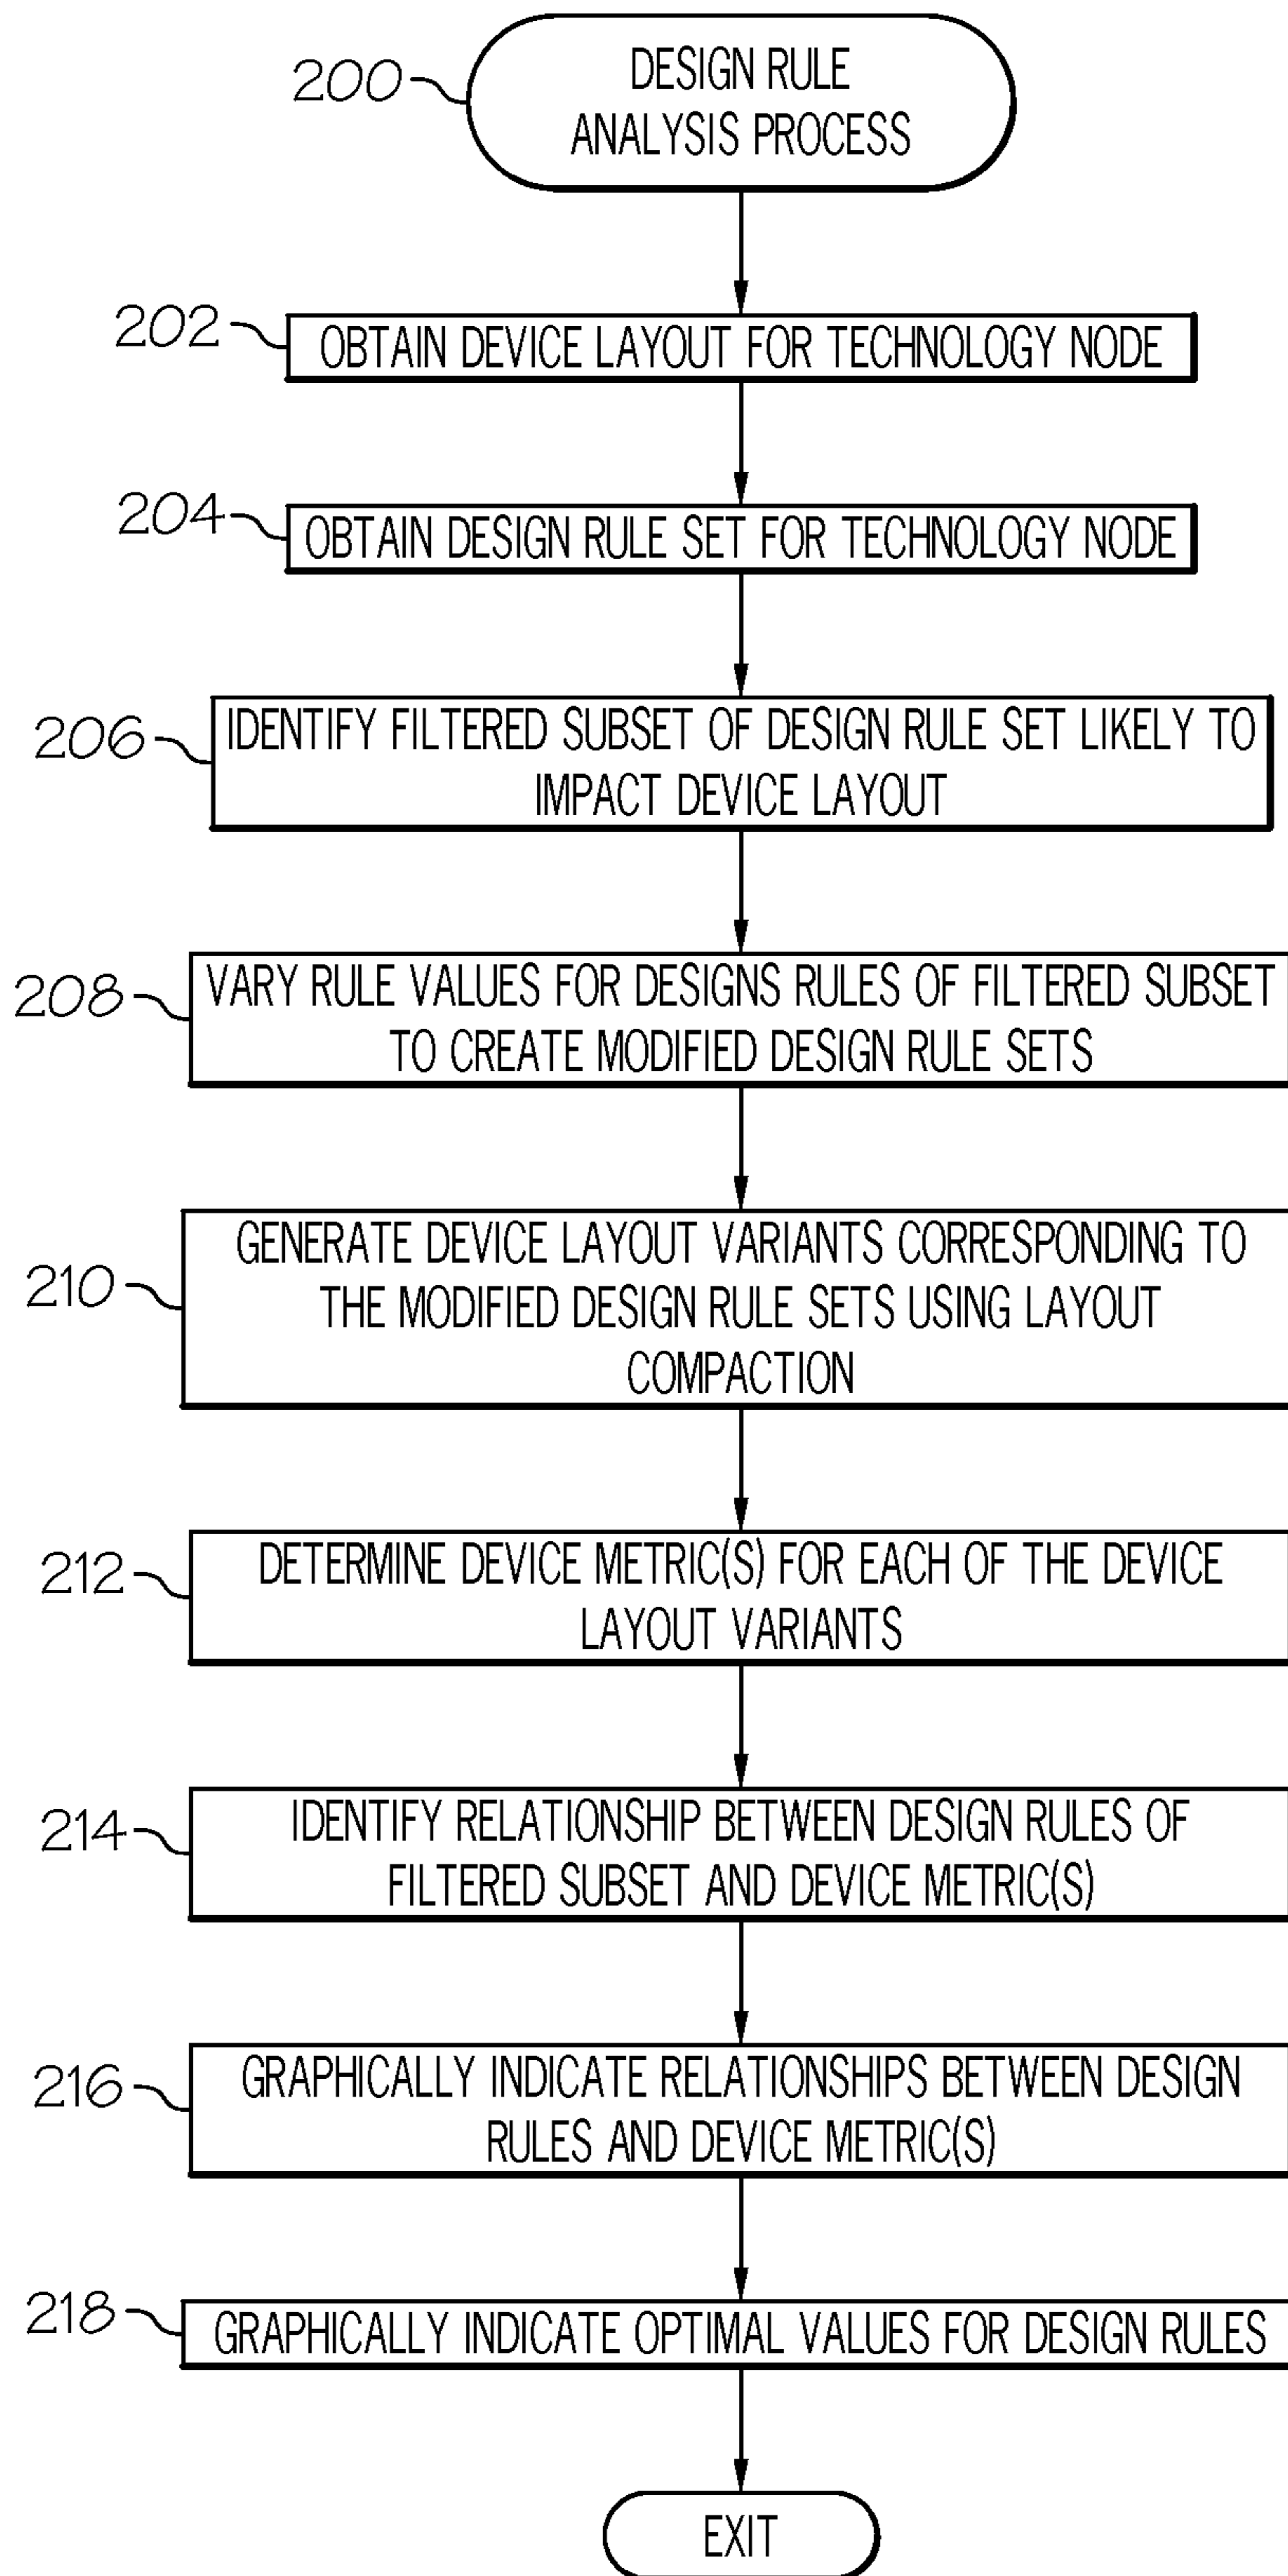 200
DESIGN RULE
ANALYSIS PROCESS
202
OBTAIN DEVICE LAYOUT FOR TECHNOLOGY NODE
204
OBTAIN DESIGN RULE SET FOR TECHNOLOGY NODE
206
IDENTIFY FILTERED SUBSET OF DESIGN RULE SET LIKELY TO
IMPACT DEVICE LAYOUT
208
VARY RULE VALUES FOR DESIGNS RULES OF FILTERED SUBSET
TO CREATE MODIFIED DESIGN RULE SETS
210
GENERATE DEVICE LAYOUT VARIANTS CORRESPONDING TO
THE MODIFIED DESIGN RULE SETS USING LAYOUT
COMPACTION
212
DETERMINE DEVICE METRIC(S) FOR EACH OF THE DEVICE
LAYOUT VARIANTS
214
IDENTIFY RELATIONSHIP BETWEEN DESIGN RULES OF
FILTERED SUBSET AND DEVICE METRIC(S)
216
GRAPHICALLY INDICATE RELATIONSHIPS BETWEEN DESIGN
RULES AND DEVICE METRIC(S)
218
GRAPHICALLY INDICATE OPTIMAL VALUES FOR DESIGN RULES
EXIT